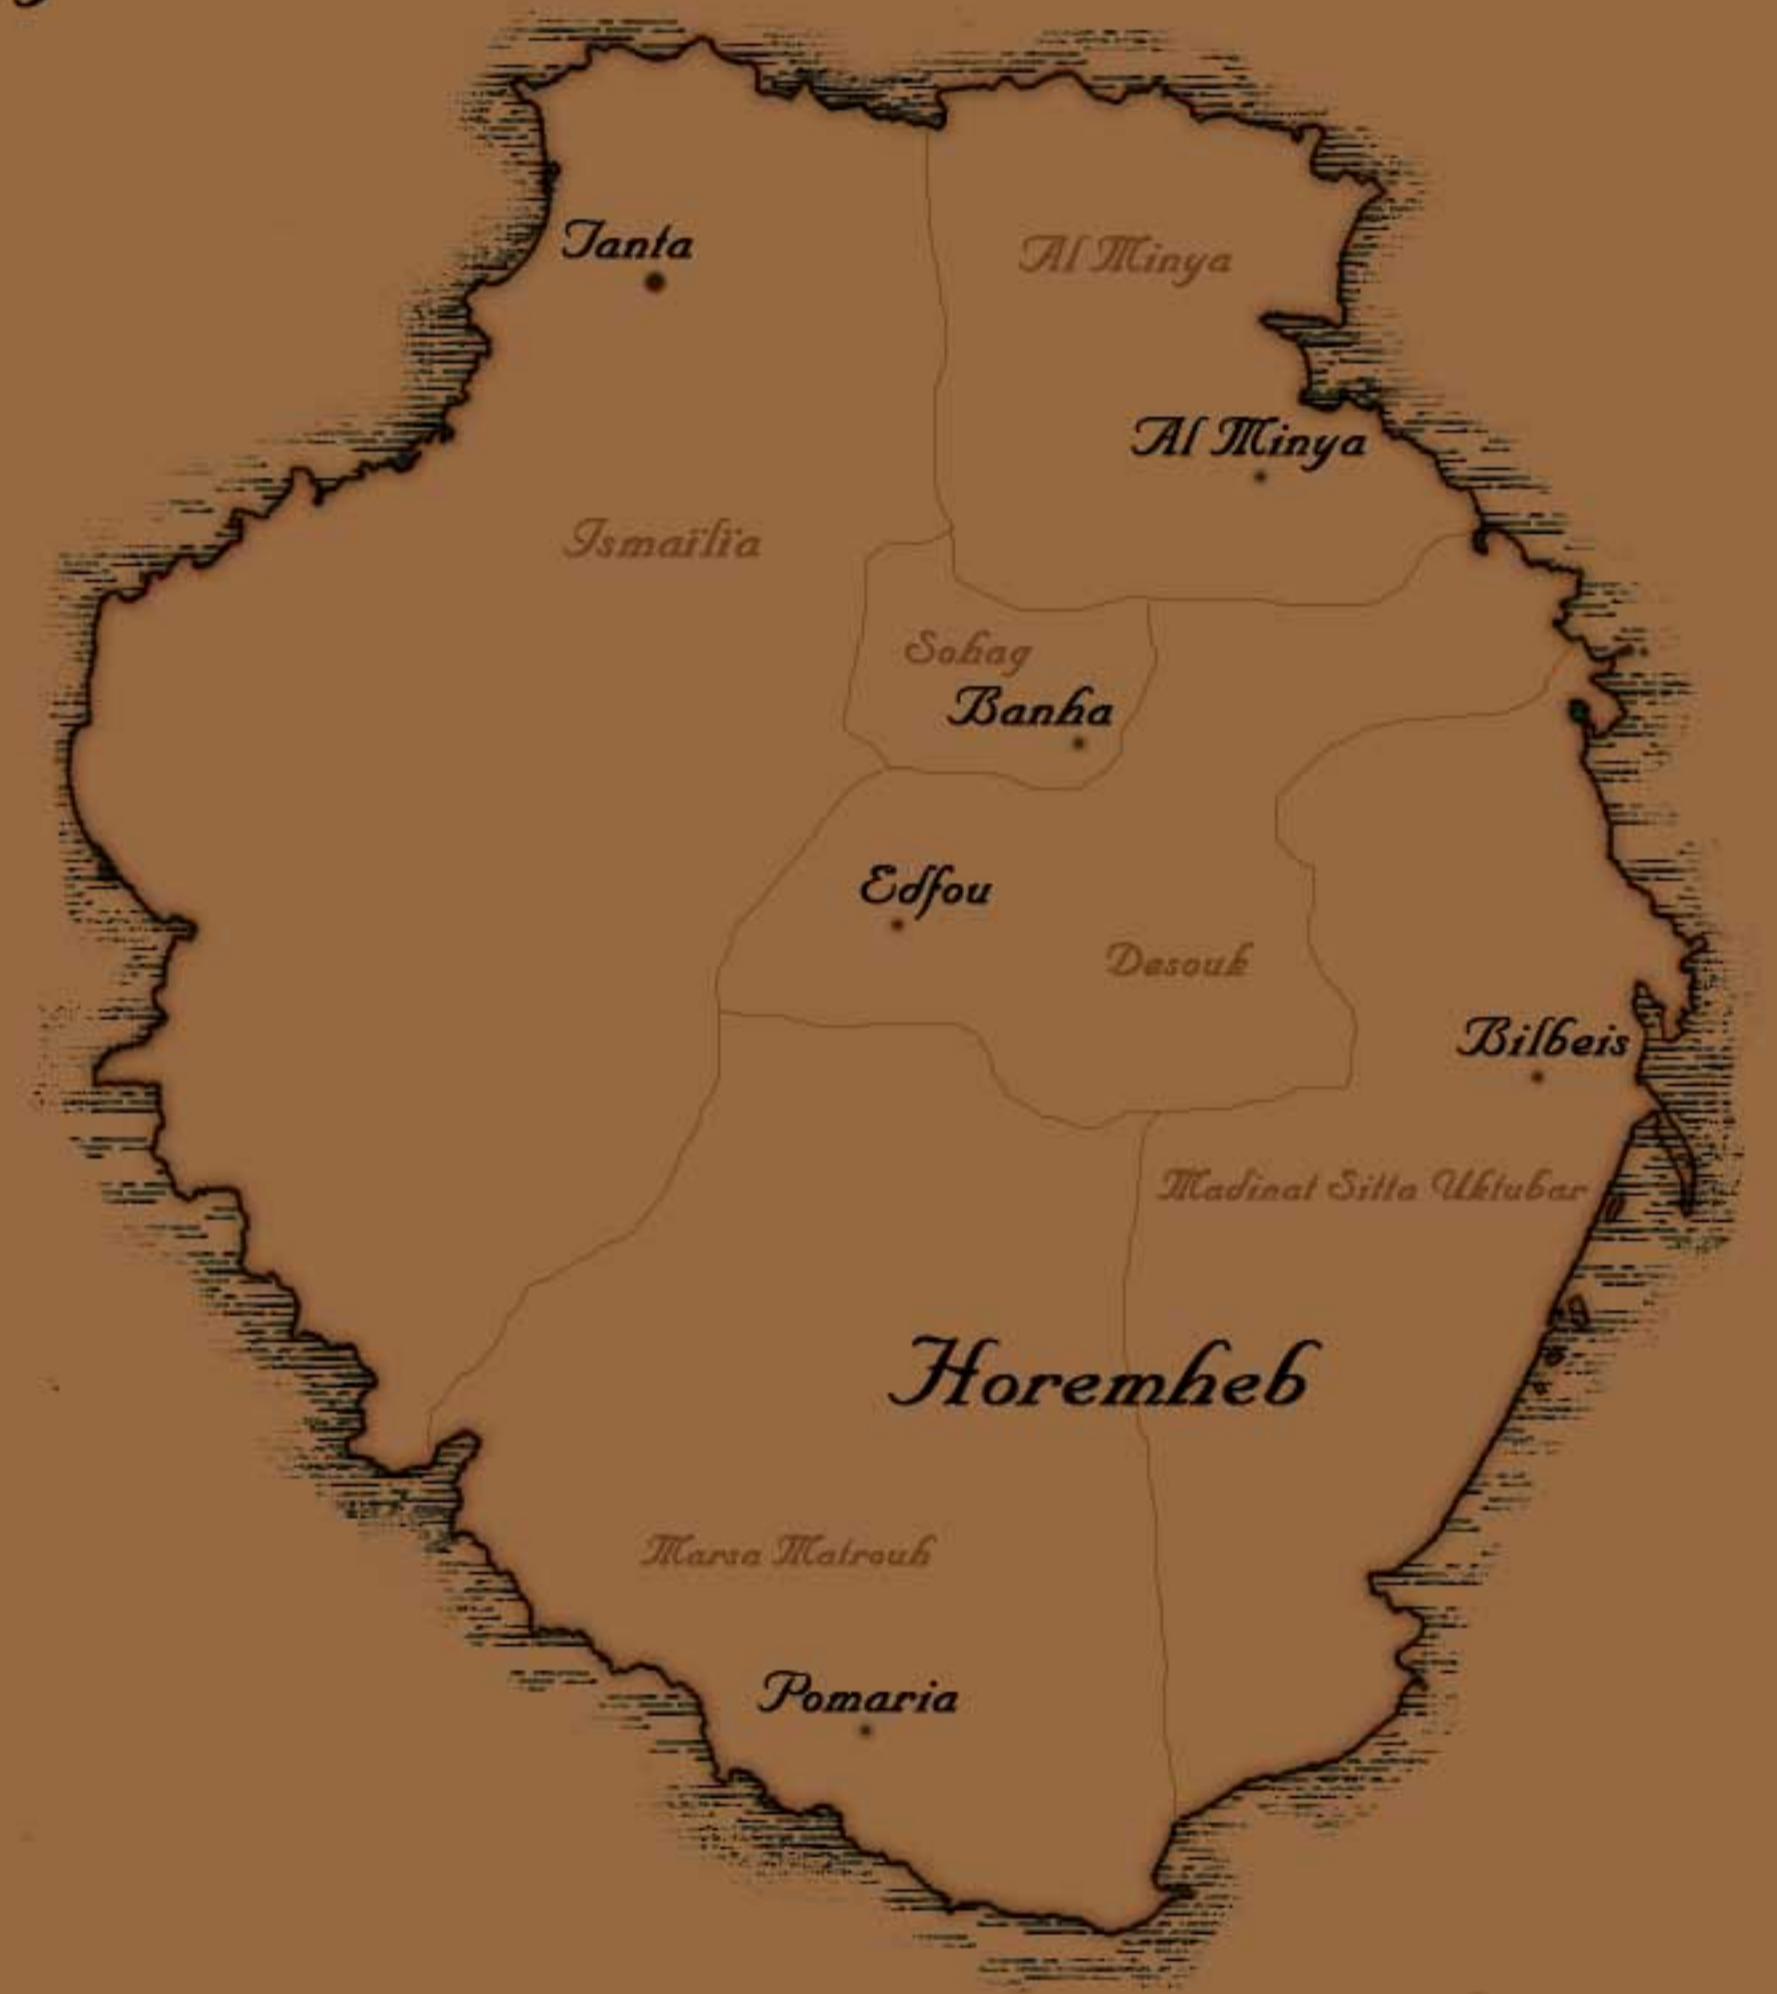 Tanta
Al Minya
Al Minya
Ismaïlïa
Sohag
Banha
Edfou
Desouk
Bilbeis
Madinat Sitta Uktubar
Horemheb
Marsa Matrouh
Pomaria